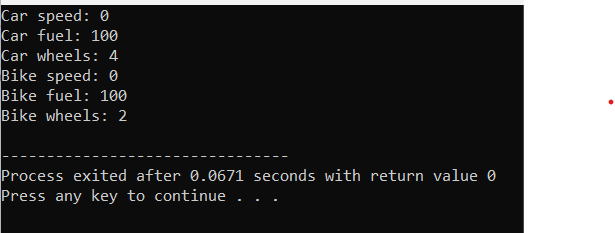 Car speed: 0
Car fuel: 100
Car wheels: 4
Bike speed: 0
Bike fuel: 100
Bike wheels: 2
--------------------------------
Process exited after 0.0671 seconds with return value 0
Press any key to continue . . .